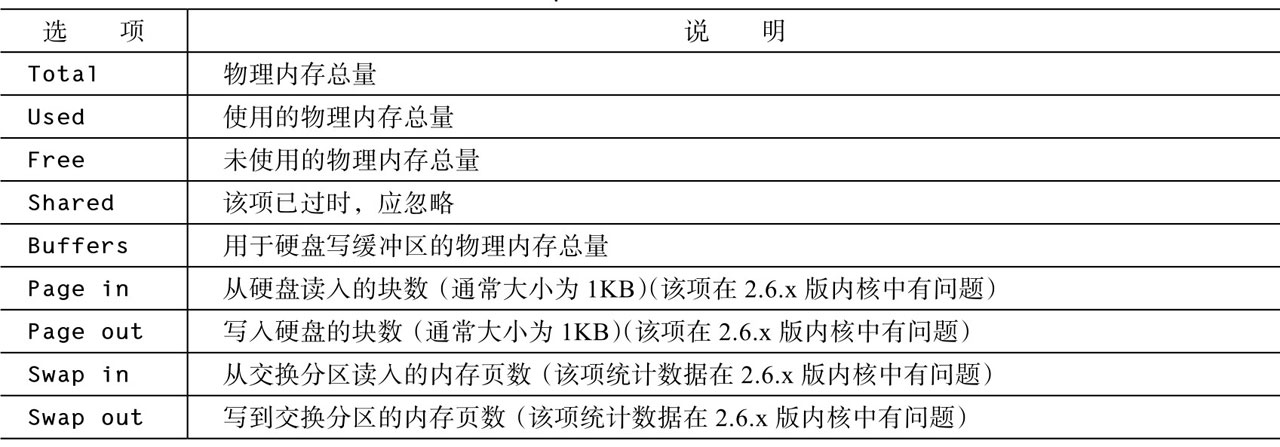 选 项 说 明
Total 物理内存总量
Used 使用的物理内存总量
Free 未使用的物理内存总量
Shared 该项已过时，应忽略
Buffers 用于硬盘写缓冲区的物理内存总量
Page in 从硬盘读入的块数（通常大小为 1KB）（该项在 2.6.x 版内核中有问题）
Page out 写入硬盘的块数（通常大小为 1KB）（该项在 2.6.x 版内核中有问题）
Swap in 从交换分区读入的内存页数（该项统计数据在 2.6.x 版内核中有问题）
Swap out 写到交换分区的内存页数（该项统计数据在 2.6.x 版内核中有问题）